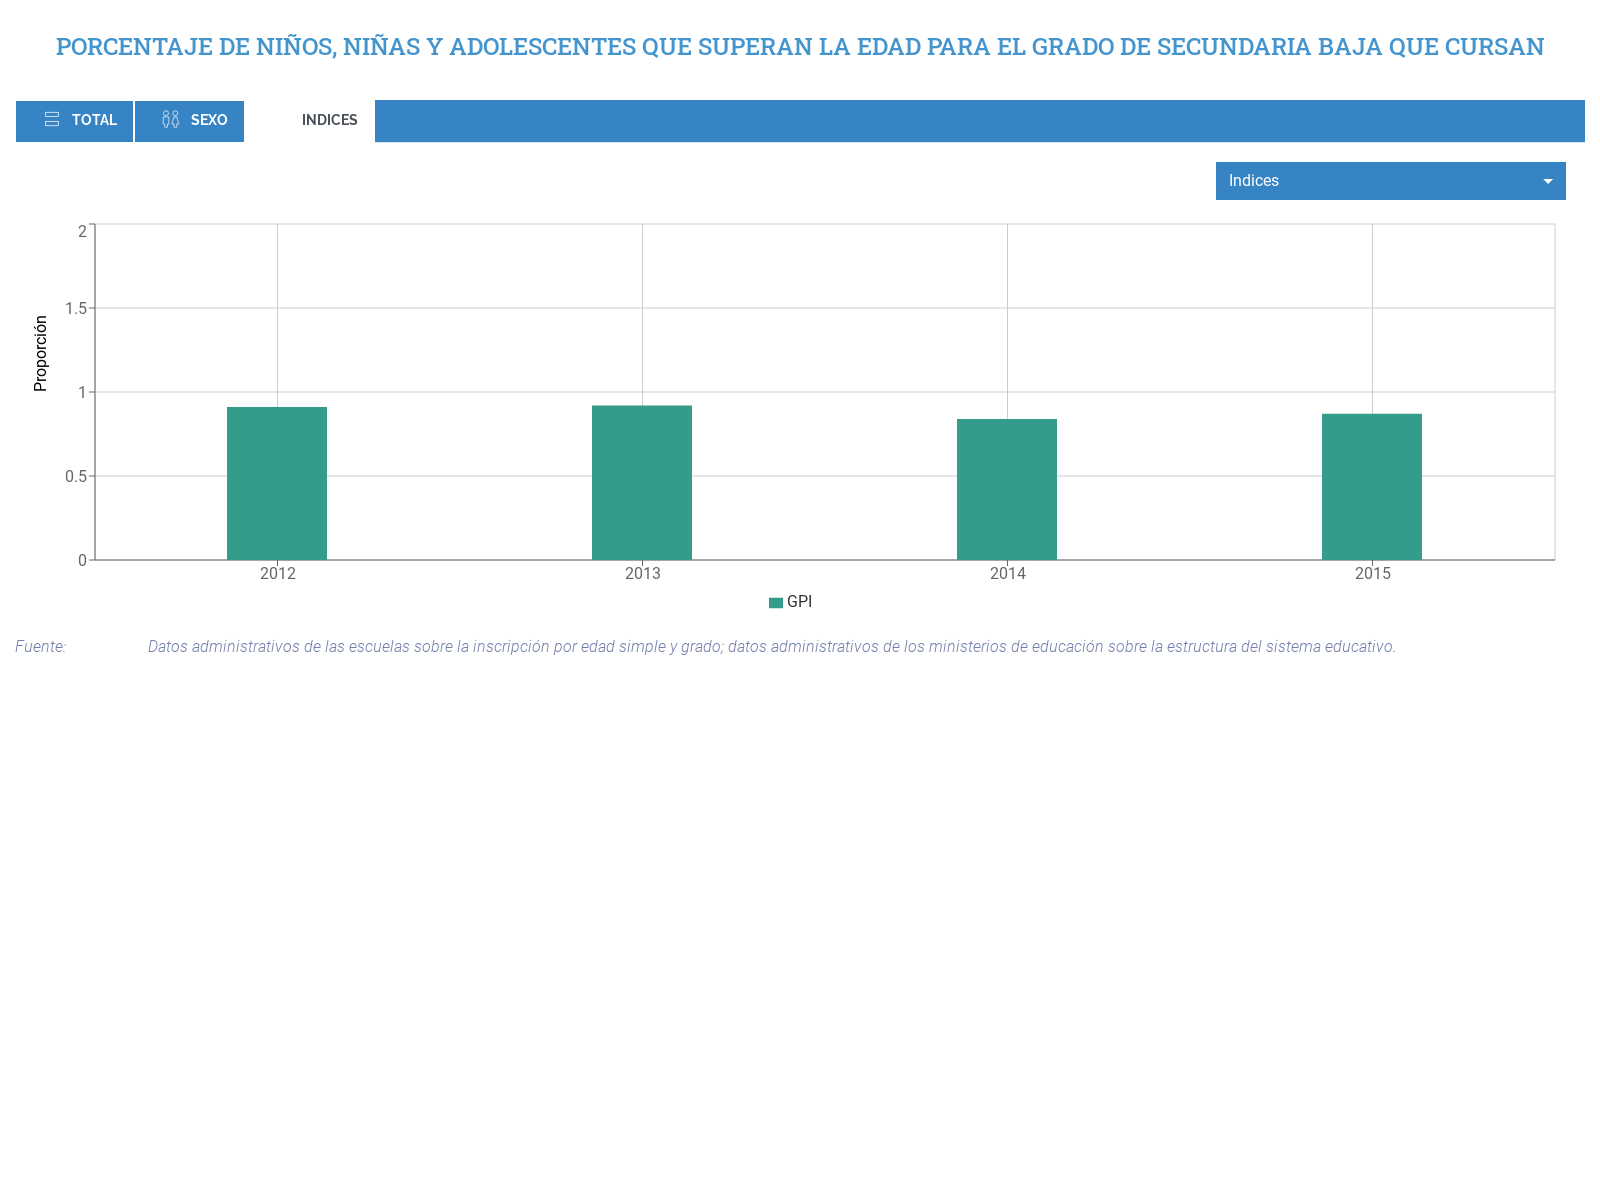 PORCENTAJE DE NIÑOS, NIÑAS Y ADOLESCENTES QUE SUPERAN LA EDAD PARA EL GRADO DE SECUNDARIA BAJA QUE CURSAN
TOTAL SEXO INDICES
Indices
Proporción
2
1.5
1
0.5
0
2012 2013 2014 2015
GPI
Fuente: Datos administrativos de las escuelas sobre la inscripción por edad simple y grado; datos administrativos de los ministerios de educación sobre la estructura del sistema educativo.